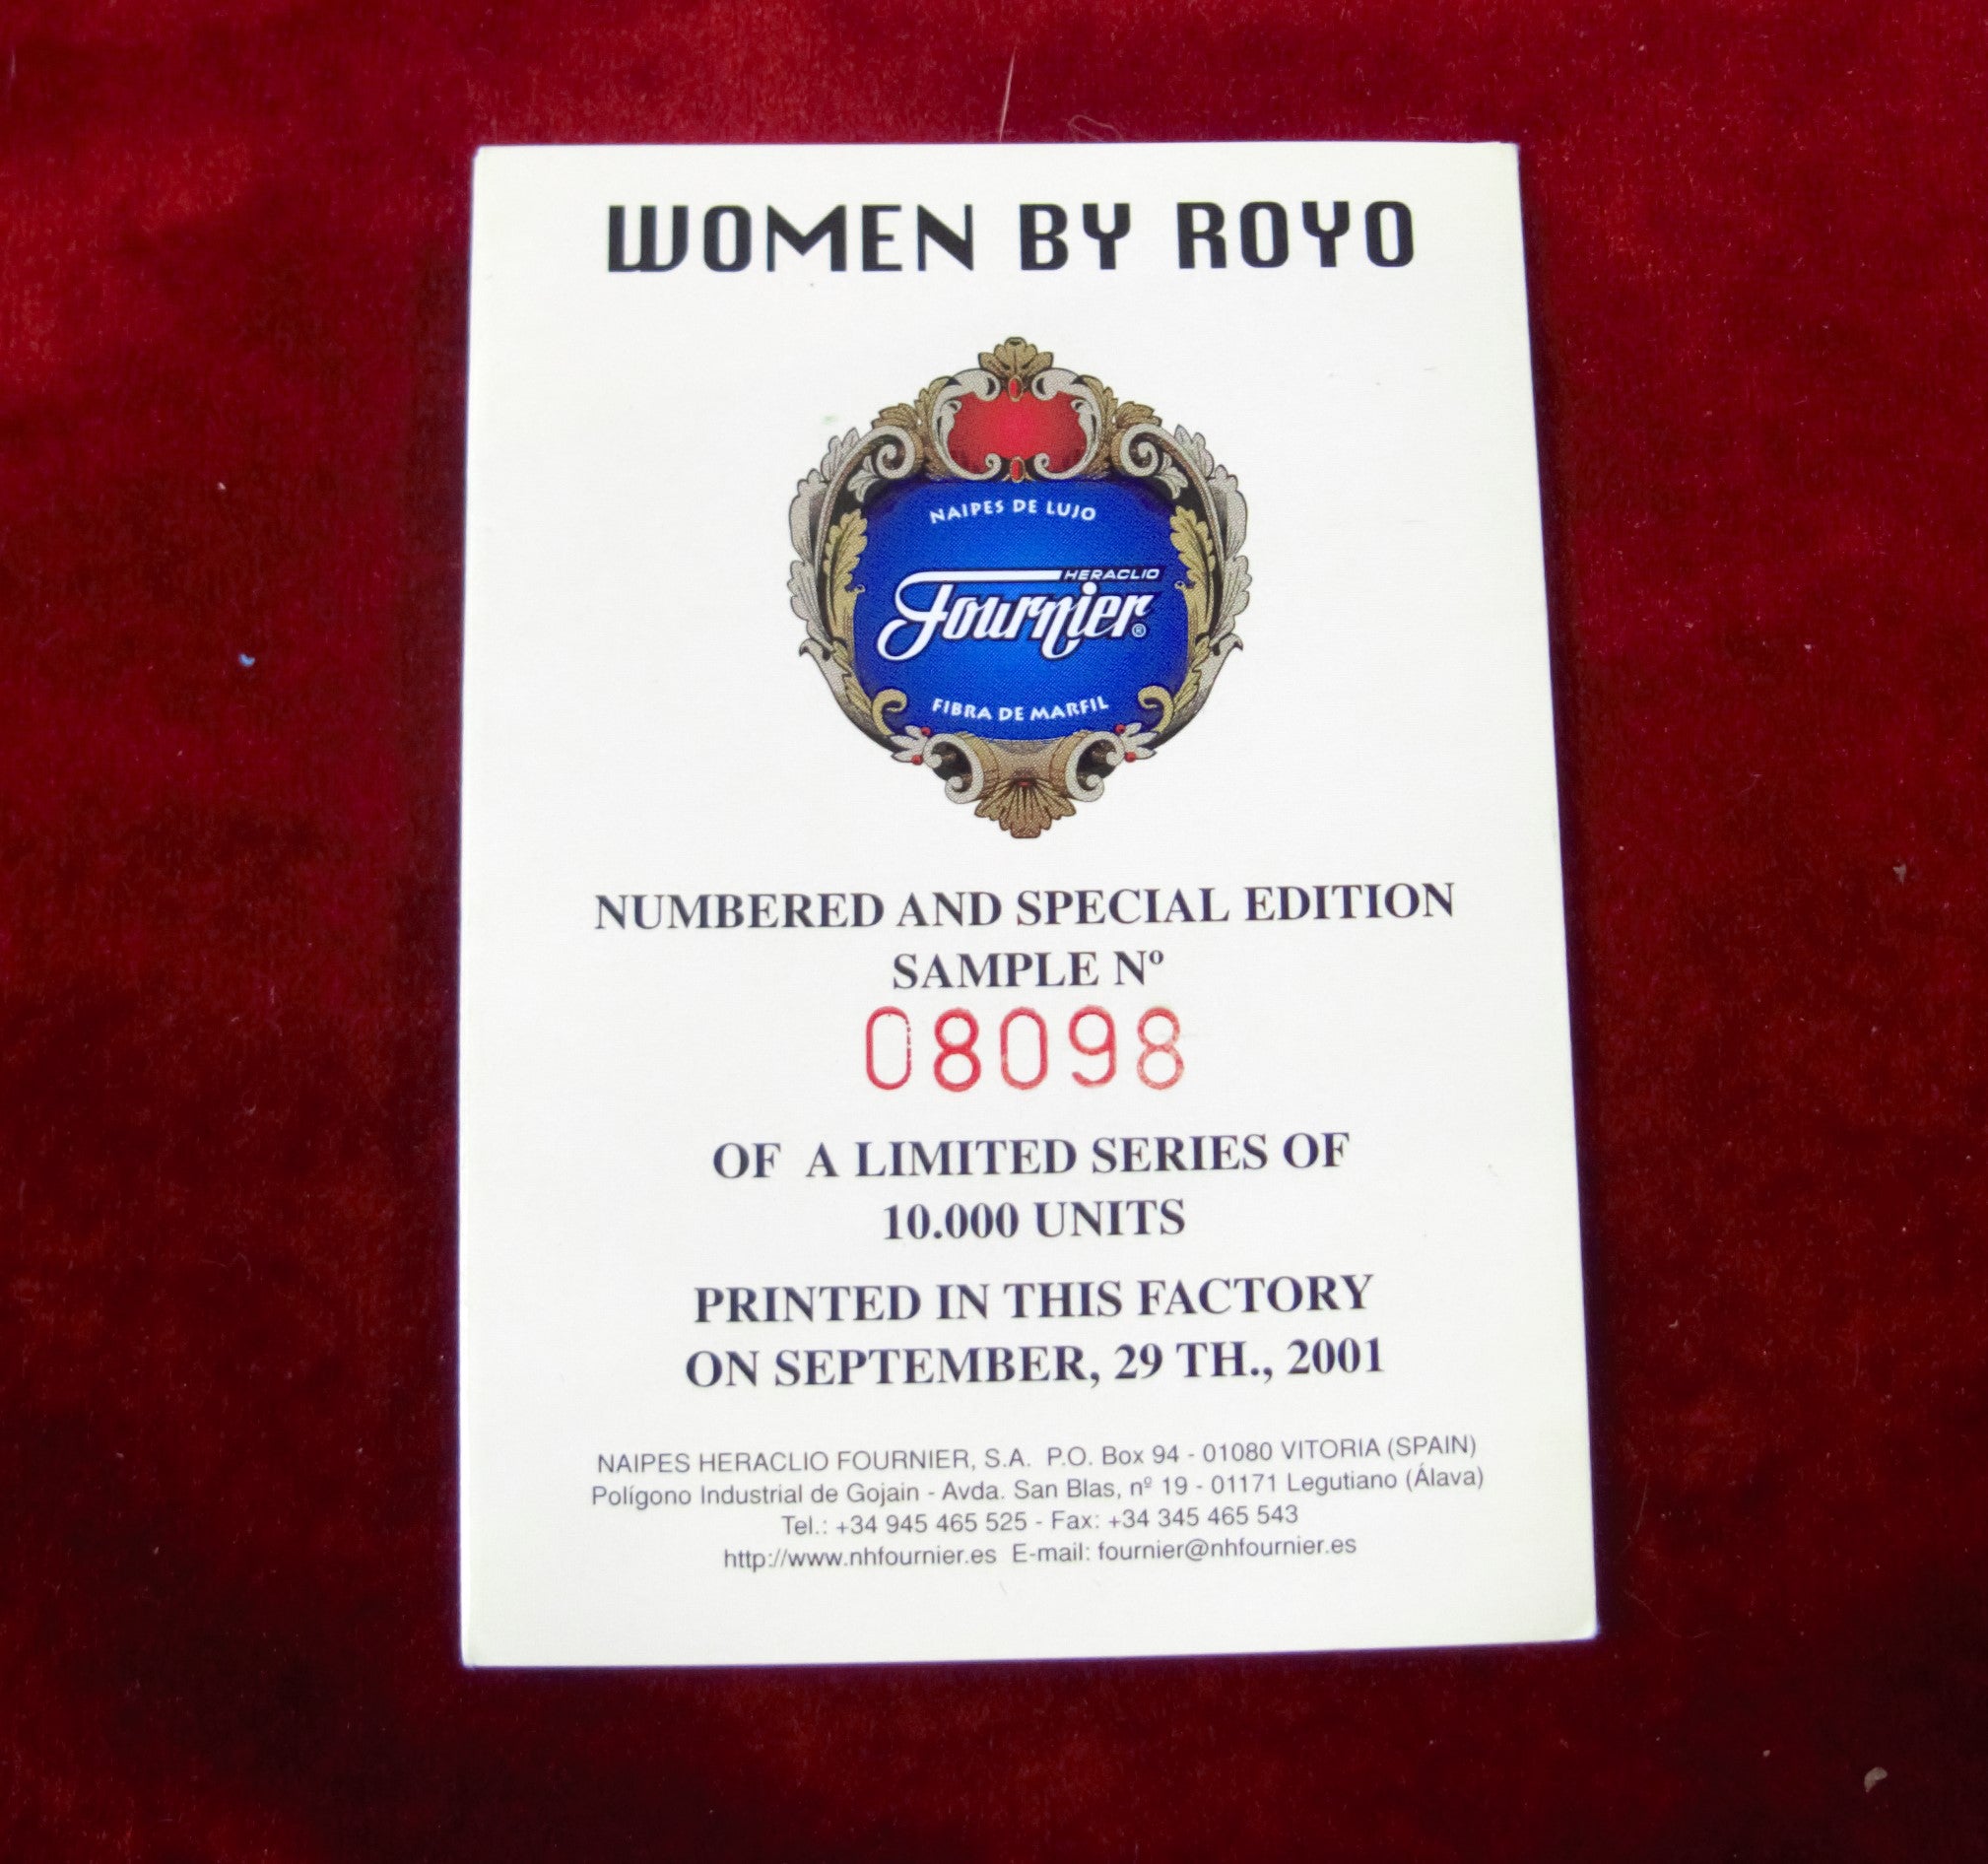 WOMEN BY ROYO
NAIPES DE LUJO
HERACLIO
Fournier®
FIBRA DE MARFIL
NUMBERED AND SPECIAL EDITION
SAMPLE Nº
08098
OF A LIMITED SERIES OF
10.000 UNITS
PRINTED IN THIS FACTORY
ON SEPTEMBER, 29 TH., 2001
NAIPES HERACLIO FOURNIER, S.A. P.O. Box 94 - 01080 VITORIA (SPAIN)
Polígono Industrial de Gojain - Avda. San Blas, nº 19 - 01171 Legutiano (Álava)
Tel.: +34 945 465 525 - Fax: +34 345 465 543
http://www.nhfournier.es E-mail: fournier@nhfournier.es